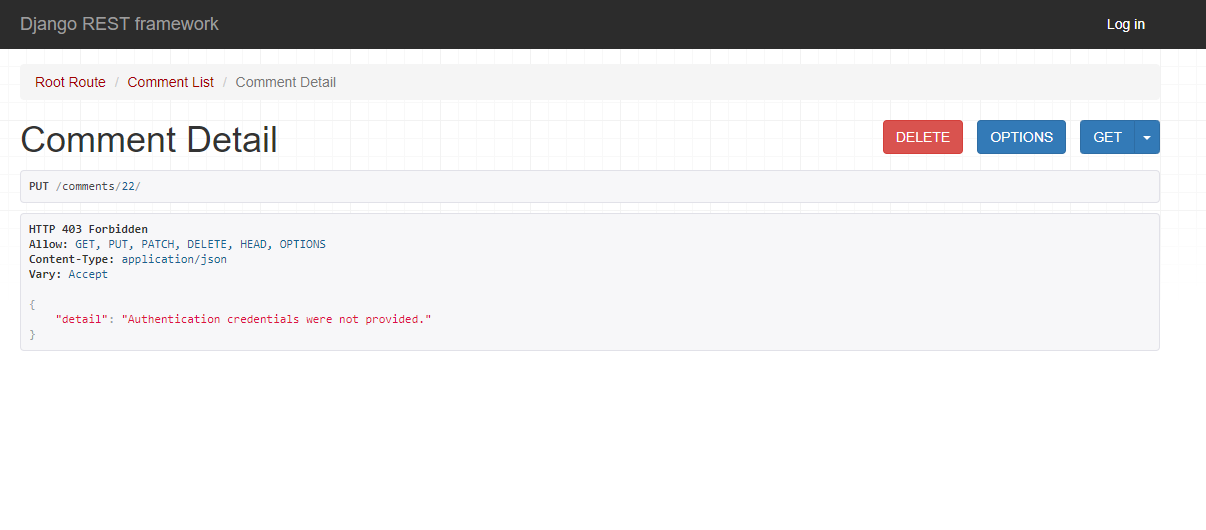 Django REST framework Log in
Root Route / Comment List / Comment Detail
Comment Detail DELETE OPTIONS GET
PUT /comments/22/
HTTP 403 Forbidden
Allow: GET, PUT, PATCH, DELETE, HEAD, OPTIONS
Content-Type: application/json
Vary: Accept
{
    "detail": "Authentication credentials were not provided."
}